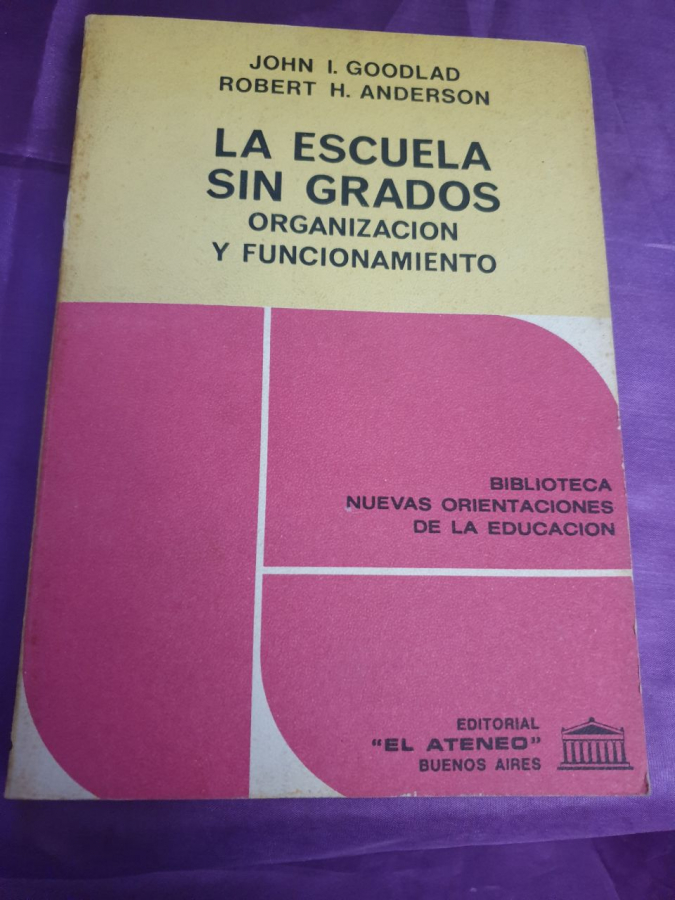 JOHN I. GOODLAD
ROBERT H. ANDERSON
LA ESCUELA
SIN GRADOS
ORGANIZACION
Y FUNCIONAMIENTO
BIBLIOTECA
NUEVAS ORIENTACIONES
DE LA EDUCACION
EDITORIAL
"EL ATENEO"
BUENOS AIRES